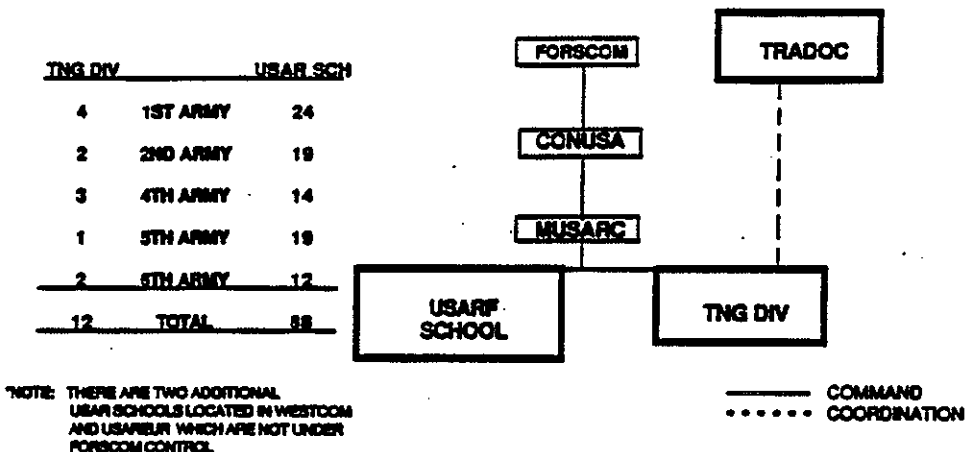 TNG DIV USAR SCH
4 1ST ARMY 24
2 2ND ARMY 19
3 4TH ARMY 14
1 5TH ARMY 19
2 6TH ARMY 12
12 TOTAL 88
FORSCOM
TRADOC
CONUSA
MUSARC
USARF
SCHOOL
TNG DIV
*NOTE: THERE ARE TWO ADDITIONAL
USAR SCHOOLS LOCATED IN WESTCOM
AND USAREUR WHICH ARE NOT UNDER
FORSCOM CONTROL
COMMAND
COORDINATION